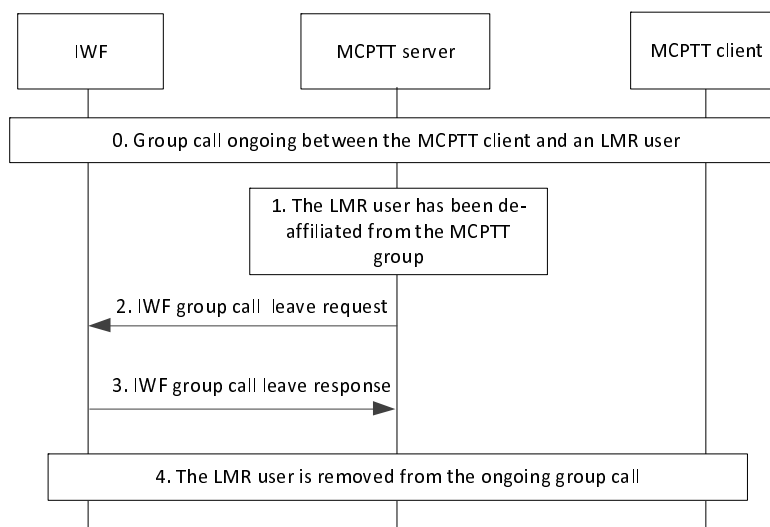 IWF
MCPTT server
MCPTT client
0. Group call ongoing between the MCPTT client and an LMR user
1. The LMR user has been de-
affiliated from the MCPTT
group
2. IWF group call leave request
3. IWF group call leave response
4. The LMR user is removed from the ongoing group call